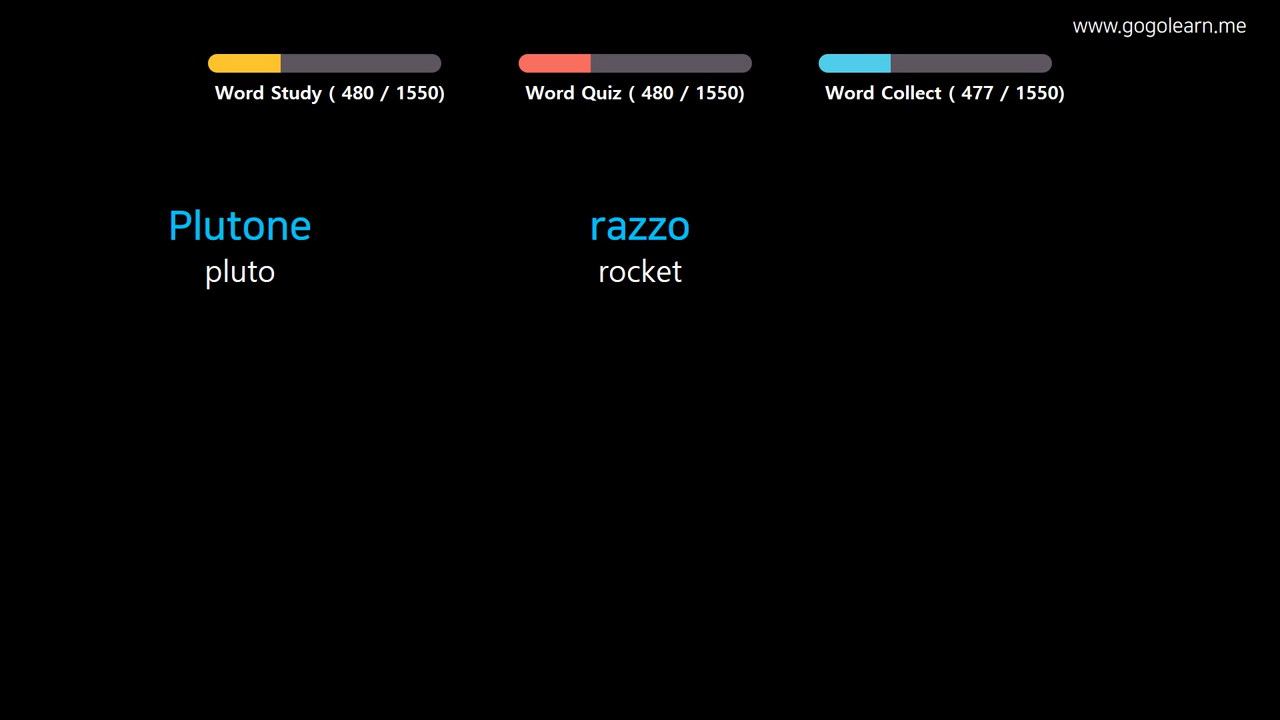 www.gogolearn.me
Word Study ( 480 / 1550)
Word Quiz ( 480 / 1550)
Word Collect ( 477 / 1550)
Plutone
pluto
razzo
rocket